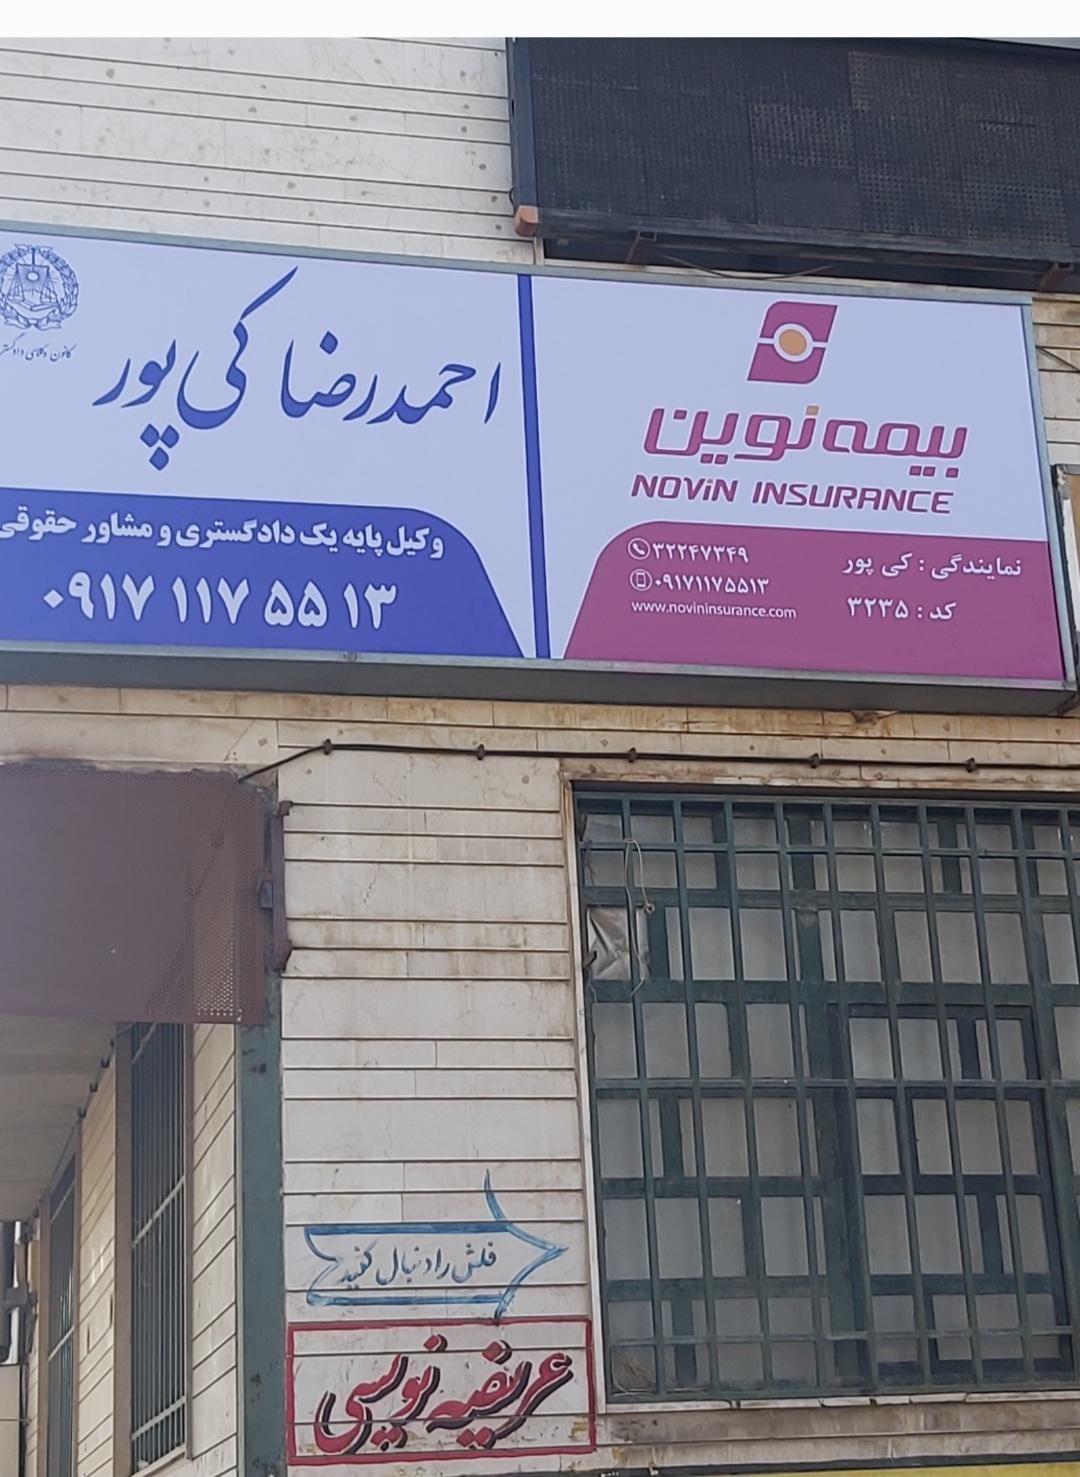 بیمه نوین
NOViN INSURANCE
نمایندگی : کی پور
کد : ۳۲۳۵
۳۲۲۴۷۳۴۹
۰۹۱۷۱۱۷۵۵۱۳
www.novininsurance.com
احمدرضا کی پور
کانون وکلای دادگستر
وکیل پایه یک دادگستری و مشاور حقوقی
۰۹۱۷ ۱۱۷ ۵۵ ۱۳
فلش را دنبال کنید
عریضه نویسی